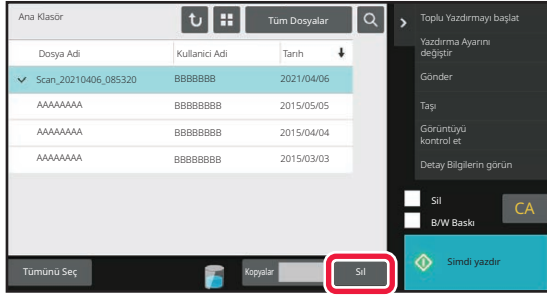 Ana Klasör
Tüm Dosyalar
Dosya Adi
Kullanici Adi
Tarıh
Scan_20210406_085320 BBBBBBB 2021/04/06
AAAAAAAA BBBBBBBB 2015/05/05
AAAAAAAA BBBBBBBB 2015/04/04
AAAAAAAA BBBBBBBB 2015/03/03
Tümünü Seç
Kopyalar
Sıl
Toplu Yazdırmayı başlat
Yazdırma Ayarını
değiştir
Gönder
Taşı
Görüntüyü
kontrol et
Detay Bilgilerin görün
Sil
B/W Baskı
CA
Simdi yazdır